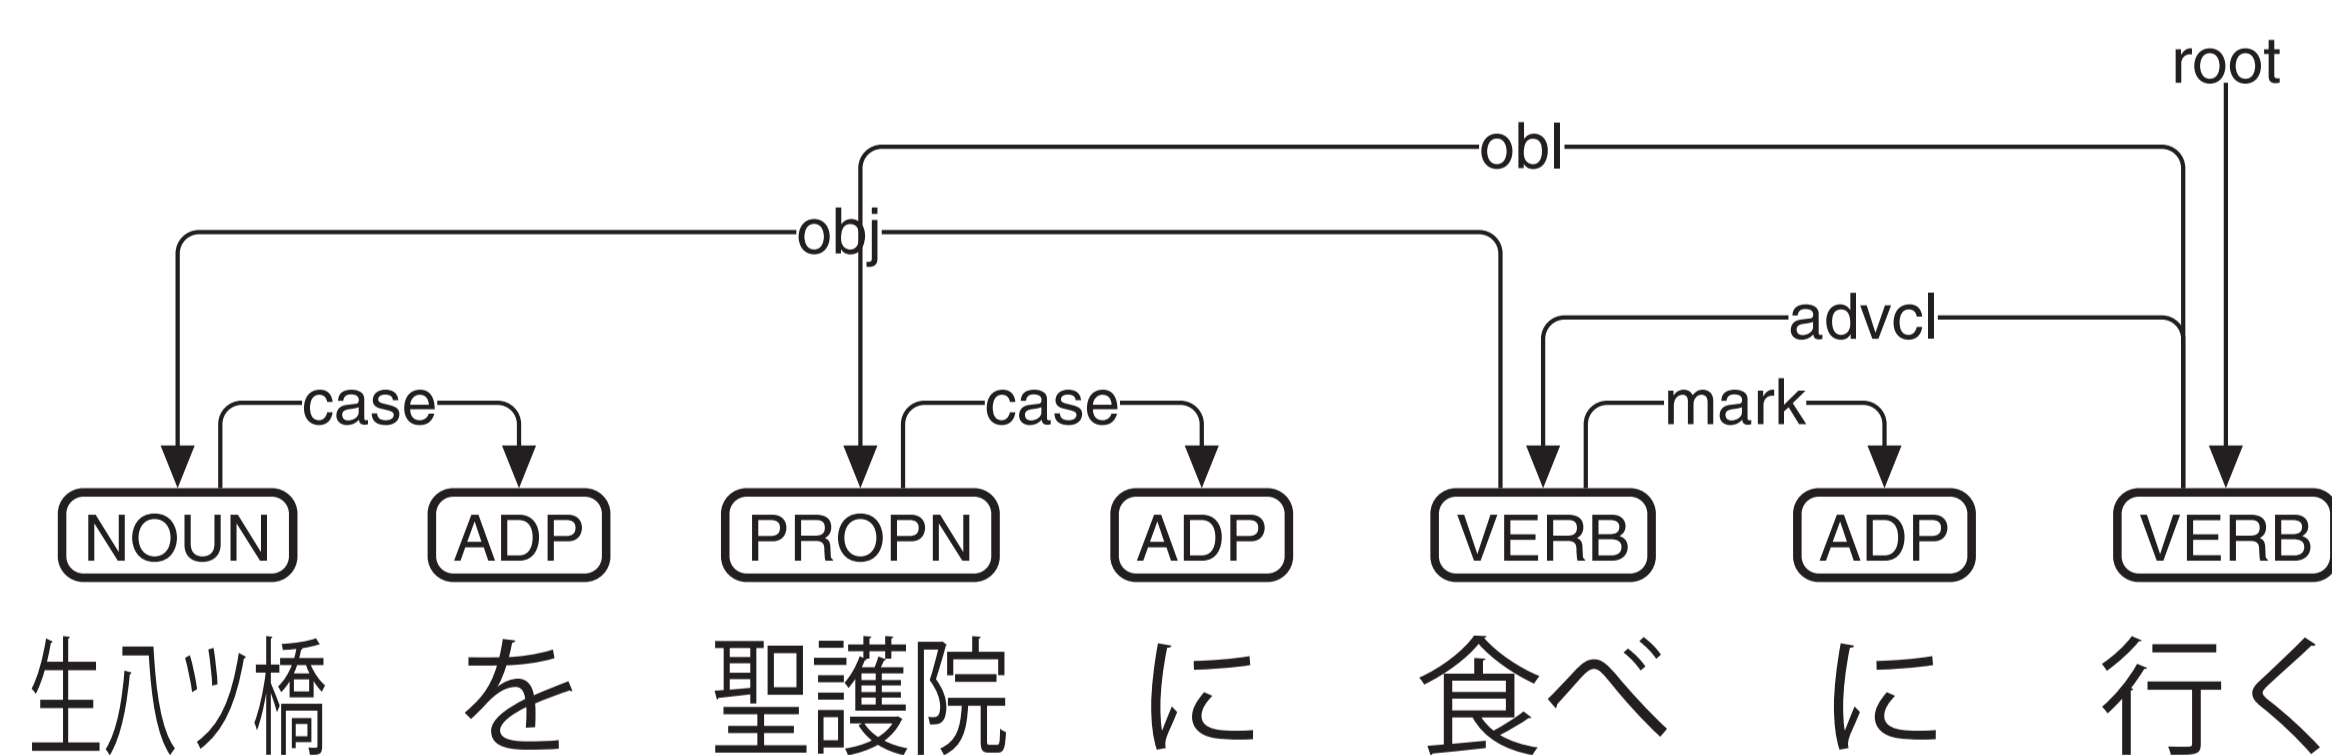 root
obl
obj
advcl
case case mark
NOUN ADP PROPN ADP VERB ADP VERB
生八ツ橋 を 聖護院 に 食べ に 行く